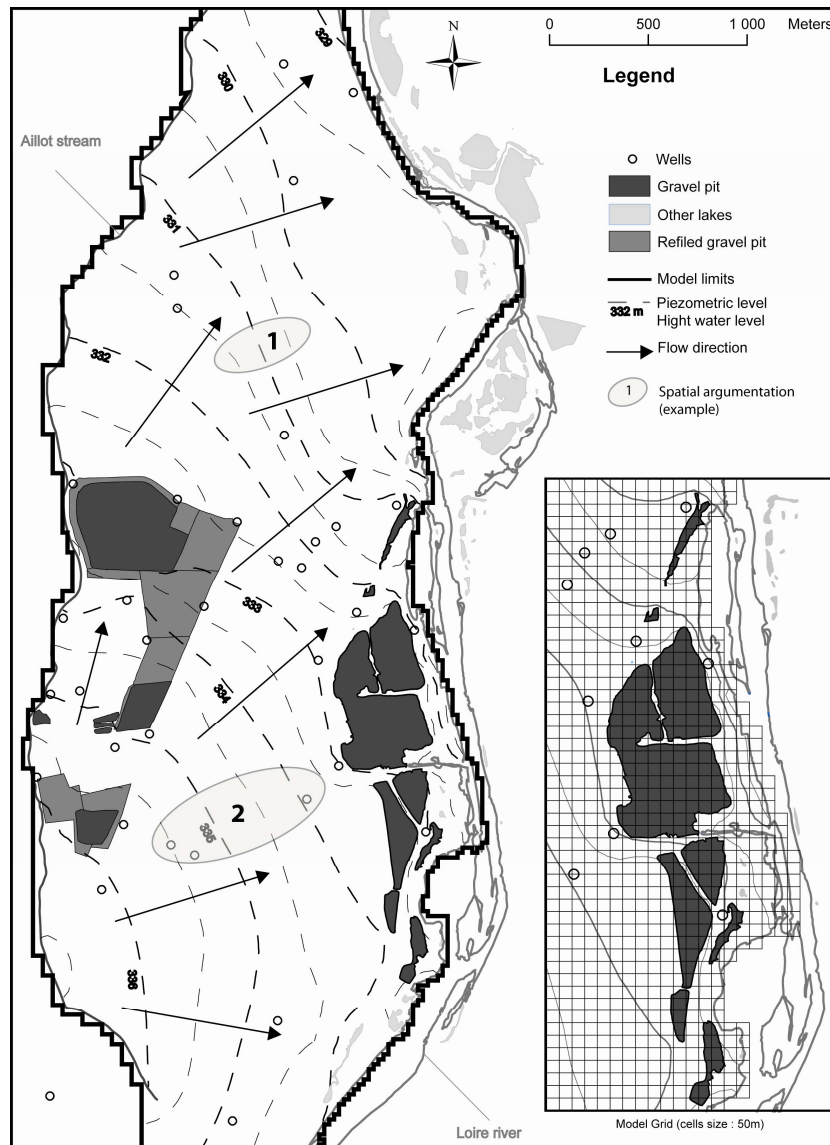 329
N
0 500 1 000 Meters
330
Legend
Aillot stream
Wells
Gravel pit
Other lakes
Refiled gravel pit
331
Model limits
Piezometric level
332 m Hight water level
Flow direction
1
332
1 Spatial argumentation
(example)
333
334
2
335
336
Model Grid (cells size : 50m)
Loire river